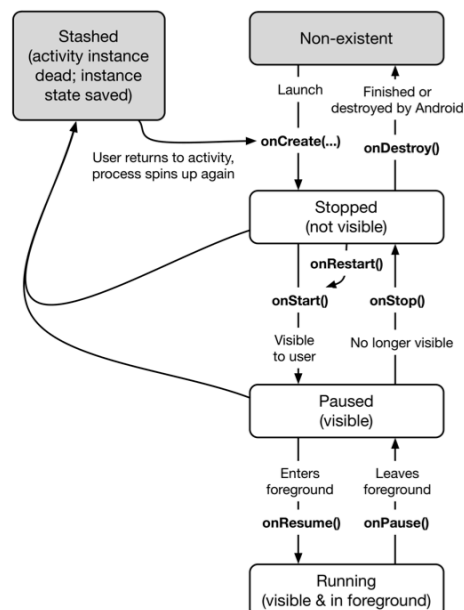 Stashed
(activity instance
dead; instance
state saved)
Non-existent
Launch
Finished or
destroyed by Android
User returns to activity,
process spins up again
onCreate(...)
onDestroy()
Stopped
(not visible)
onRestart()
onStart()
onStop()
Visible
to user
No longer visible
Paused
(visible)
Enters
foreground
Leaves
foreground
onResume()
onPause()
Running
(visible & in foreground)